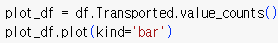 plot_df = df.Transported.value_counts()
plot_df.plot(kind='bar')